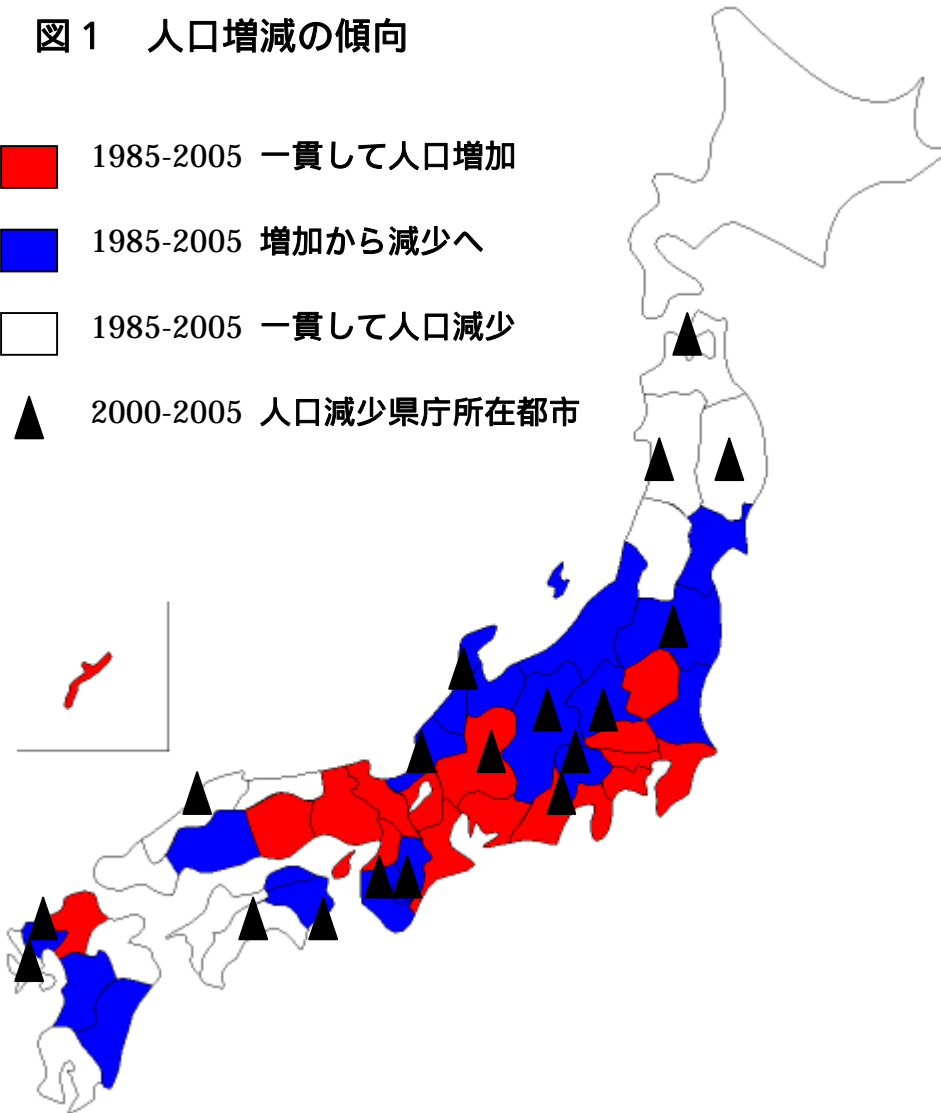 図1 人口増減の傾向
1985-2005 一貫して人口増加
1985-2005 増加から減少へ
1985-2005 一貫して人口減少
2000-2005 人口減少県庁所在都市